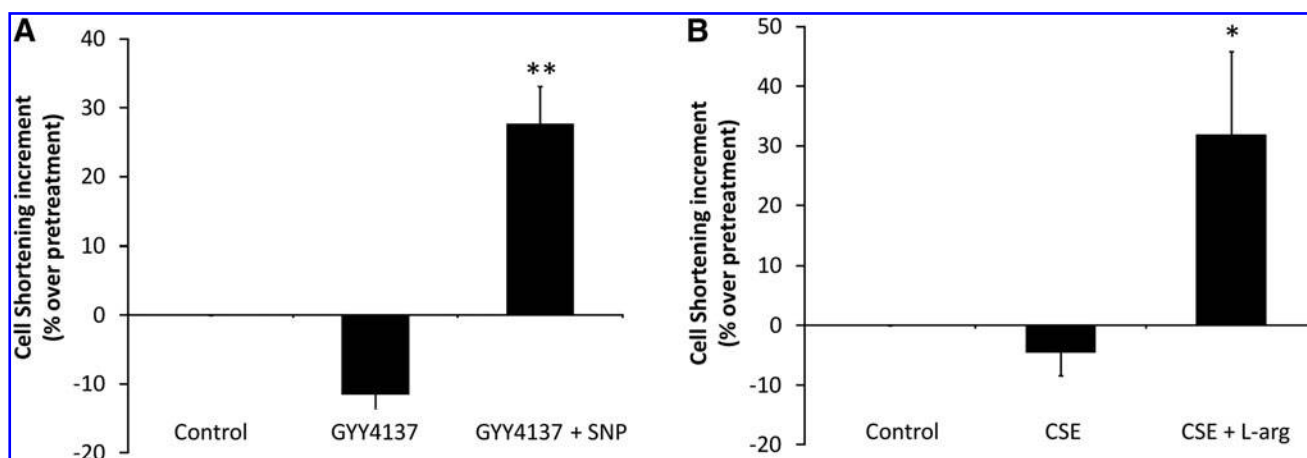 A
Cell Shortening increment
(% over pretreatment)
40
30
20
10
0
-10
-20
**
Control
GYY4137
GYY4137 + SNP
B
Cell Shortening increment
(% over pretreatment)
50
40
30
20
10
0
-10
-20
*
Control
CSE
CSE + L-arg